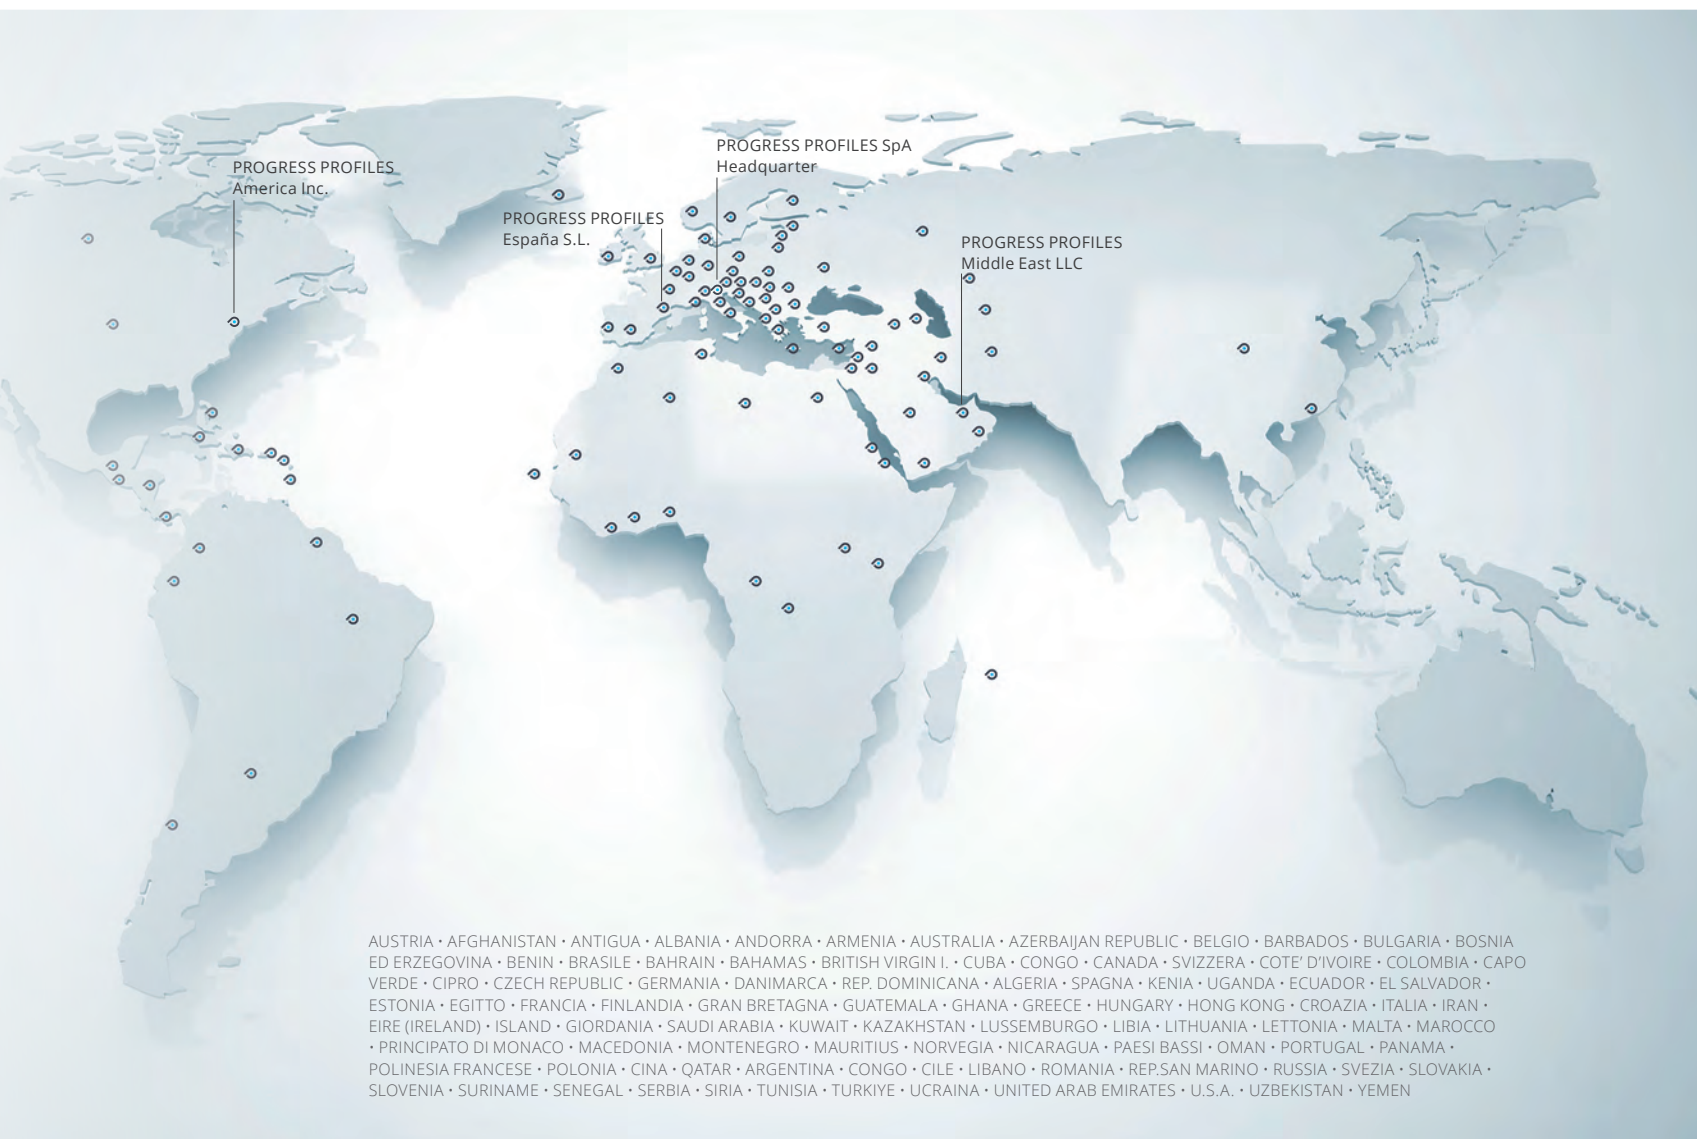 PROGRESS PROFILES SpA
Headquarter
PROGRESS PROFILES
America Inc.
PROGRESS PROFILES
España S.L.
PROGRESS PROFILES
Middle East LLC
AUSTRIA • AFGHANISTAN • ANTIGUA • ALBANIA • ANDORRA • ARMENIA • AUSTRALIA • AZERBAIJAN REPUBLIC • BELGIO • BARBADOS • BULGARIA • BOSNIA
ED ERZEGOVINA • BENIN • BRASILE • BAHRAIN • BAHAMAS • BRITISH VIRGIN I. • CUBA • CONGO • CANADA • SVIZZERA • COTE’ D’IVOIRE • COLOMBIA • CAPO
VERDE • CIPRO • CZECH REPUBLIC • GERMANIA • DANIMARCA • REP. DOMINICANA • ALGERIA • SPAGNA • KENIA • UGANDA • ECUADOR • EL SALVADOR •
ESTONIA • EGITTO • FRANCIA • FINLANDIA • GRAN BRETAGNA • GUATEMALA • GHANA • GREECE • HUNGARY • HONG KONG • CROAZIA • ITALIA • IRAN •
EIRE (IRELAND) • ISLAND • GIORDANIA • SAUDI ARABIA • KUWAIT • KAZAKHSTAN • LUSSEMBURGO • LIBIA • LITHUANIA • LETTONIA • MALTA • MAROCCO
• PRINCIPATO DI MONACO • MACEDONIA • MONTENEGRO • MAURITIUS • NORVEGIA • NICARAGUA • PAESI BASSI • OMAN • PORTUGAL • PANAMA •
POLINESIA FRANCESE • POLONIA • CINA • QATAR • ARGENTINA • CONGO • CILE • LIBANO • ROMANIA • REP.SAN MARINO • RUSSIA • SVEZIA • SLOVAKIA •
SLOVENIA • SURINAME • SENEGAL • SERBIA • SIRIA • TUNISIA • TURKIYE • UCRAINA • UNITED ARAB EMIRATES • U.S.A. • UZBEKISTAN • YEMEN